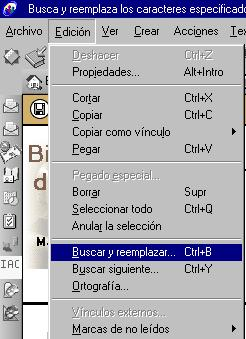 Busca y reemplaza los caracteres especificado
Archivo Edición Ver Crear Acciones Tex
Deshacer Ctrl+Z
Propiedades... Alt+Intro
Cortar Ctrl+X
Copiar Ctrl+C
Copiar como vínculo
Pegar Ctrl+V
Pegado especial...
Borrar Supr
Seleccionar todo Ctrl+Q
Anular la selección
Buscar y reemplazar... Ctrl+B
Buscar siguiente... Ctrl+Y
Ortografía...
Vínculos externos...
Marcas de no leídos
Bi
d
M
IAC